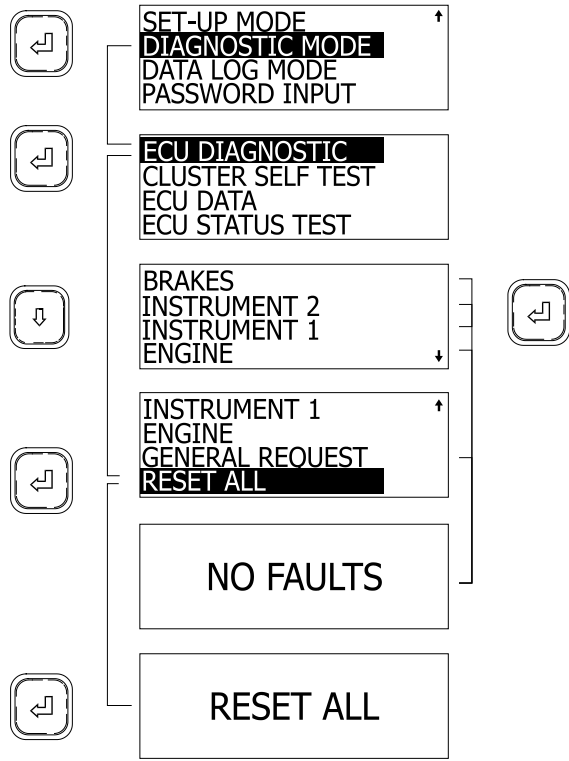 SET-UP MODE
DIAGNOSTIC MODE
DATA LOG MODE
PASSWORD INPUT
ECU DIAGNOSTIC
CLUSTER SELF TEST
ECU DATA
ECU STATUS TEST
BRAKES
INSTRUMENT 2
INSTRUMENT 1
ENGINE
INSTRUMENT 1
ENGINE
GENERAL REQUEST
RESET ALL
NO FAULTS
RESET ALL